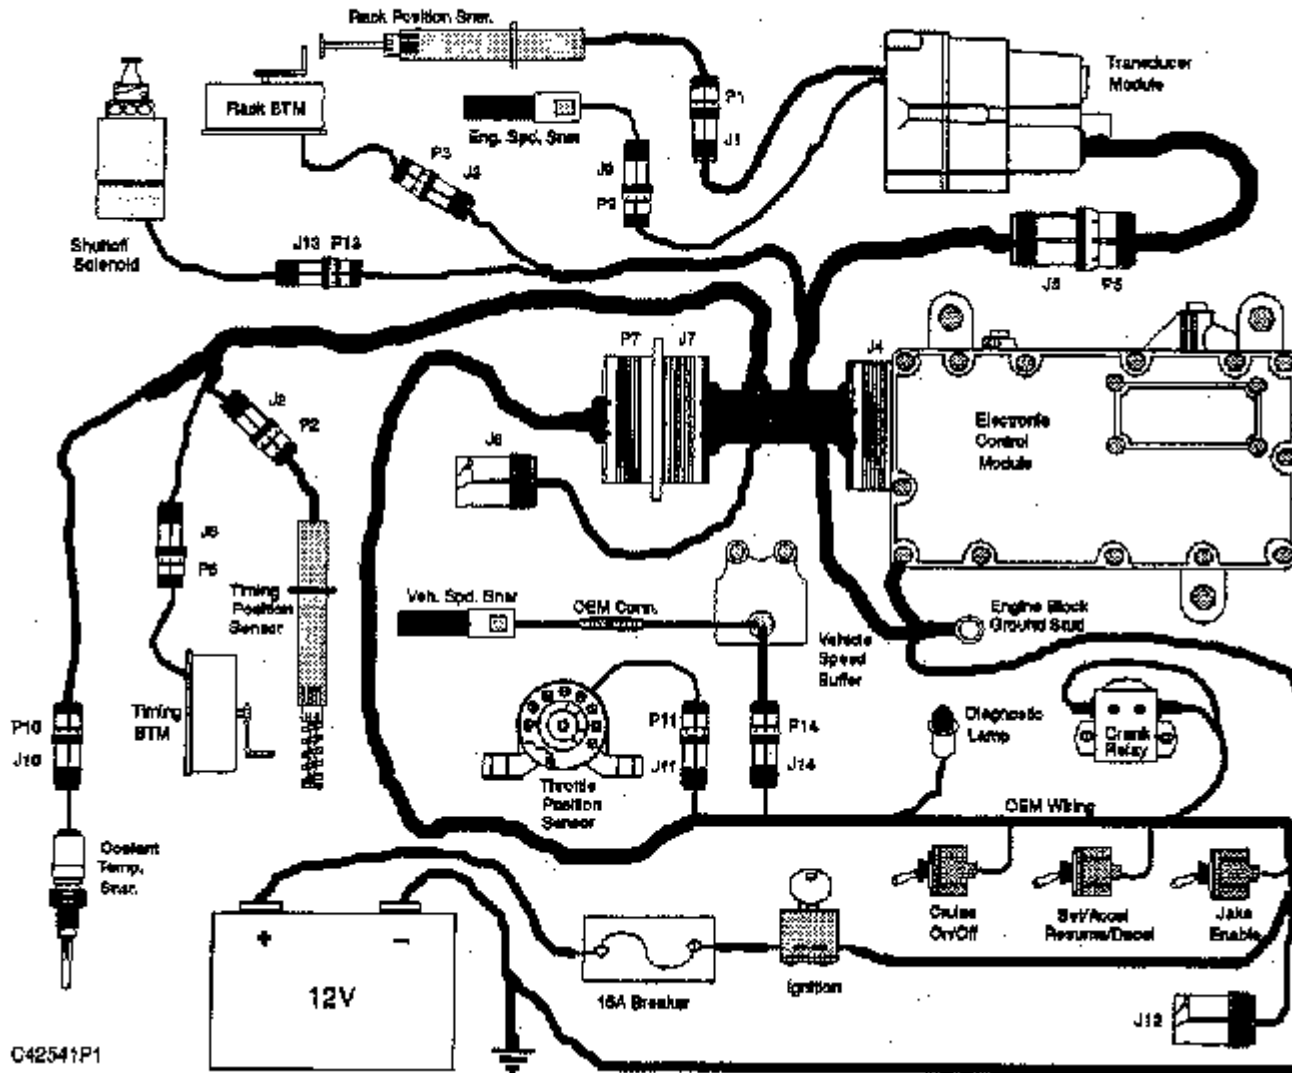 Rack Position Snsr.
Transducer
Module
Rack BTM
P1
J1
Eng. Spd. Snsr
P3
J3
J9
P9
Shutoff
Solenoid
J13 P13
J5 P5
P7 J7
J4
J2
P2
J8
Electronic
Control
Module
J6
P6
Timing
Position
Sensor
Veh. Spd. Snsr
OEM Conn.
Engine Block
Ground Stud
Vehicle
Speed
Buffer
P10
J10
Timing
BTM
P11
J11
P14
J14
Diagnostic
Lamp
Crank
Relay
Throttle
Position
Sensor
OEM Wiring
Coolant
Temp.
Snsr.
+
−
12V
15A Breaker
Ignition
Cruise
On/Off
Set/Accel
Resume/Decel
Jake
Enable
J12
C42541P1